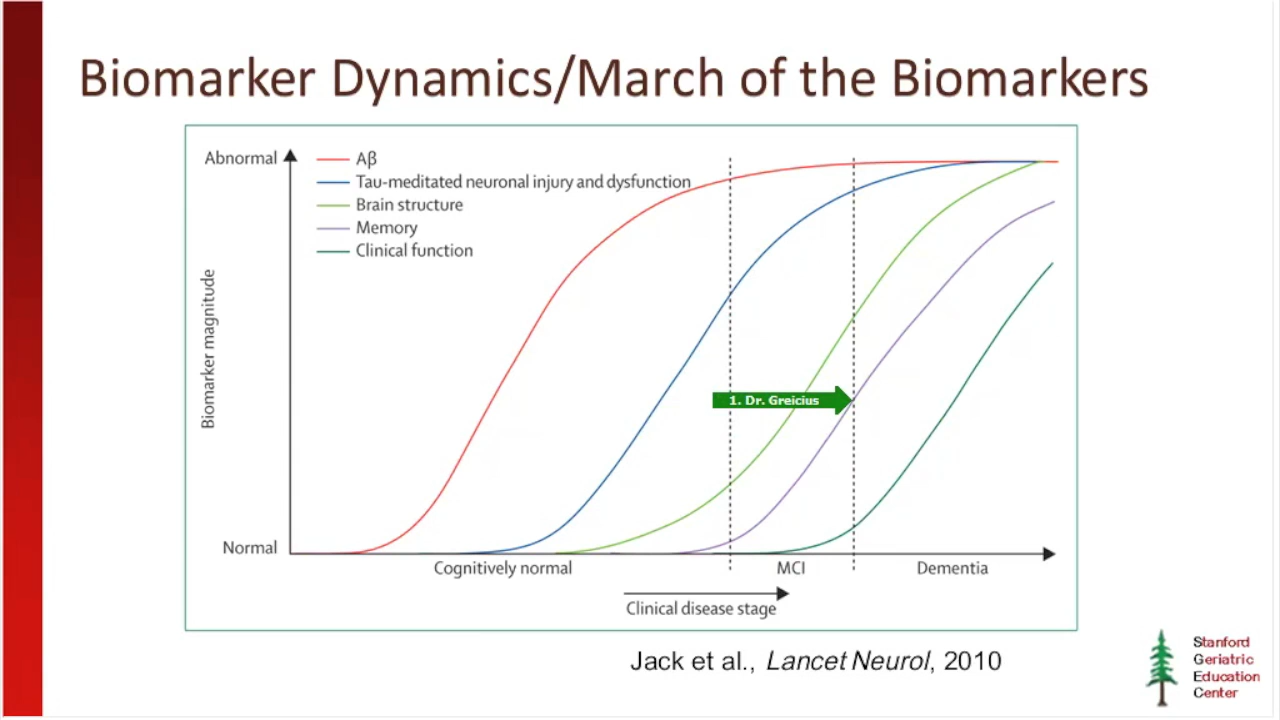 Biomarker Dynamics/March of the Biomarkers
Abnormal
Aβ
Tau-meditated neuronal injury and dysfunction
Brain structure
Memory
Clinical function
Biomarker magnitude
1. Dr. Greicius
Normal
Cognitively normal
MCI
Dementia
Clinical disease stage
Jack et al., Lancet Neurol, 2010
Stanford
Geriatric
Education
Center